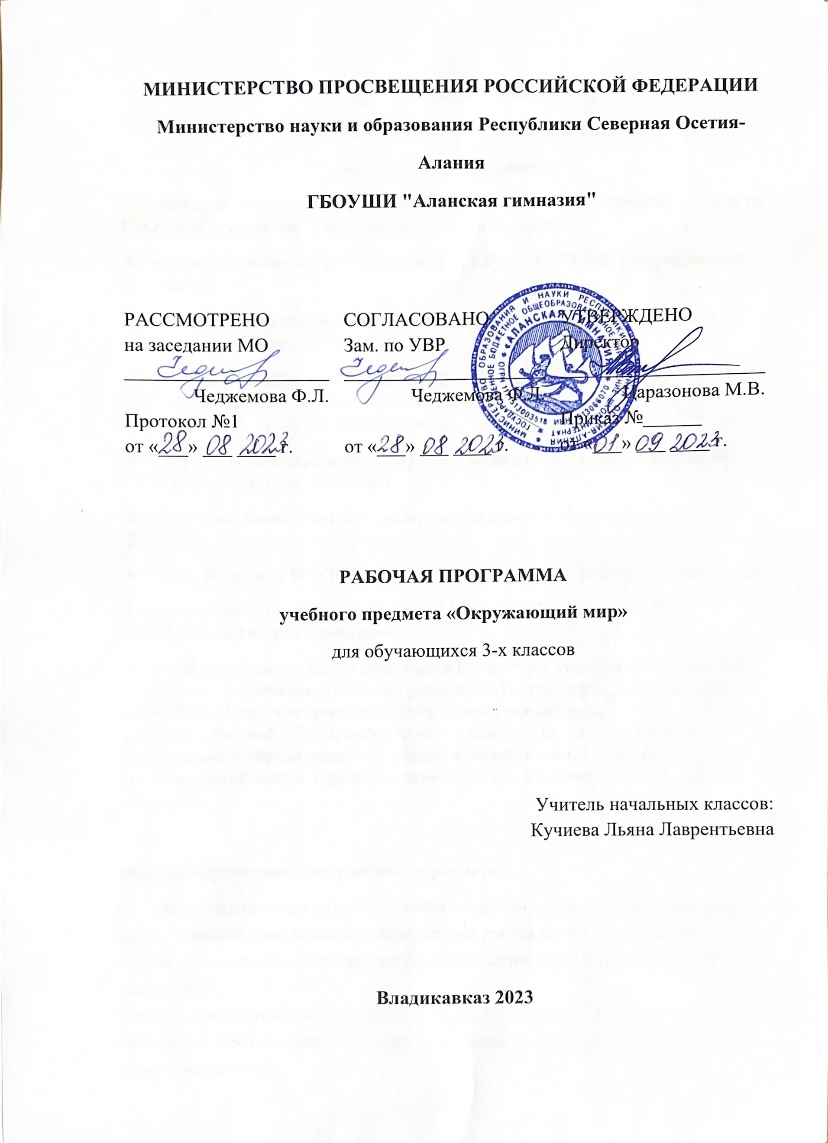 МИНИСТЕРСТВО ПРОСВЕЩЕНИЯ РОССИЙСКОЙ ФЕДЕРАЦИИ
Министерство науки и образования Республики Северная Осетия-
Алания
ГБОУШИ "Аланская гимназия"
РАССМОТРЕНО
на заседании МО
Чеджемова Ф.Л.
Протокол №1
от «28» 08 2023г.
СОГЛАСОВАНО
Зам. по УВР
Чеджемова Ф.Л.
от «28» 08 2023г.
УТВЕРЖДЕНО
Директор
Царазонова М.В.
Приказ №______
от «01» 09 2023г.
«АЛАНСКАЯ ГИМНАЗИЯ»
РАБОЧАЯ ПРОГРАММА
учебного предмета «Окружающий мир»
для обучающихся 3-х классов
Учитель начальных классов:
Кучиева Льяна Лаврентьевна
Владикавказ 2023